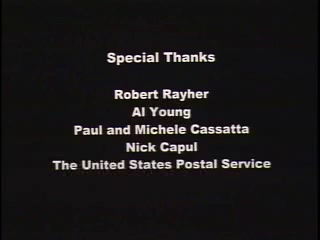 Special Thanks
Robert Rayher
Al Young
Paul and Michele Cassatta
Nick Capul
The United States Postal Service